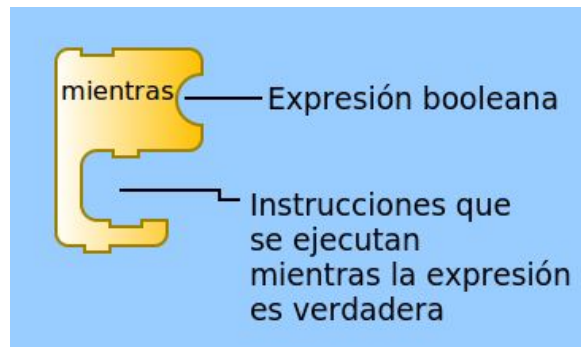 mientras
Expresión booleana
Instrucciones que
se ejecutan
mientras la expresión
es verdadera